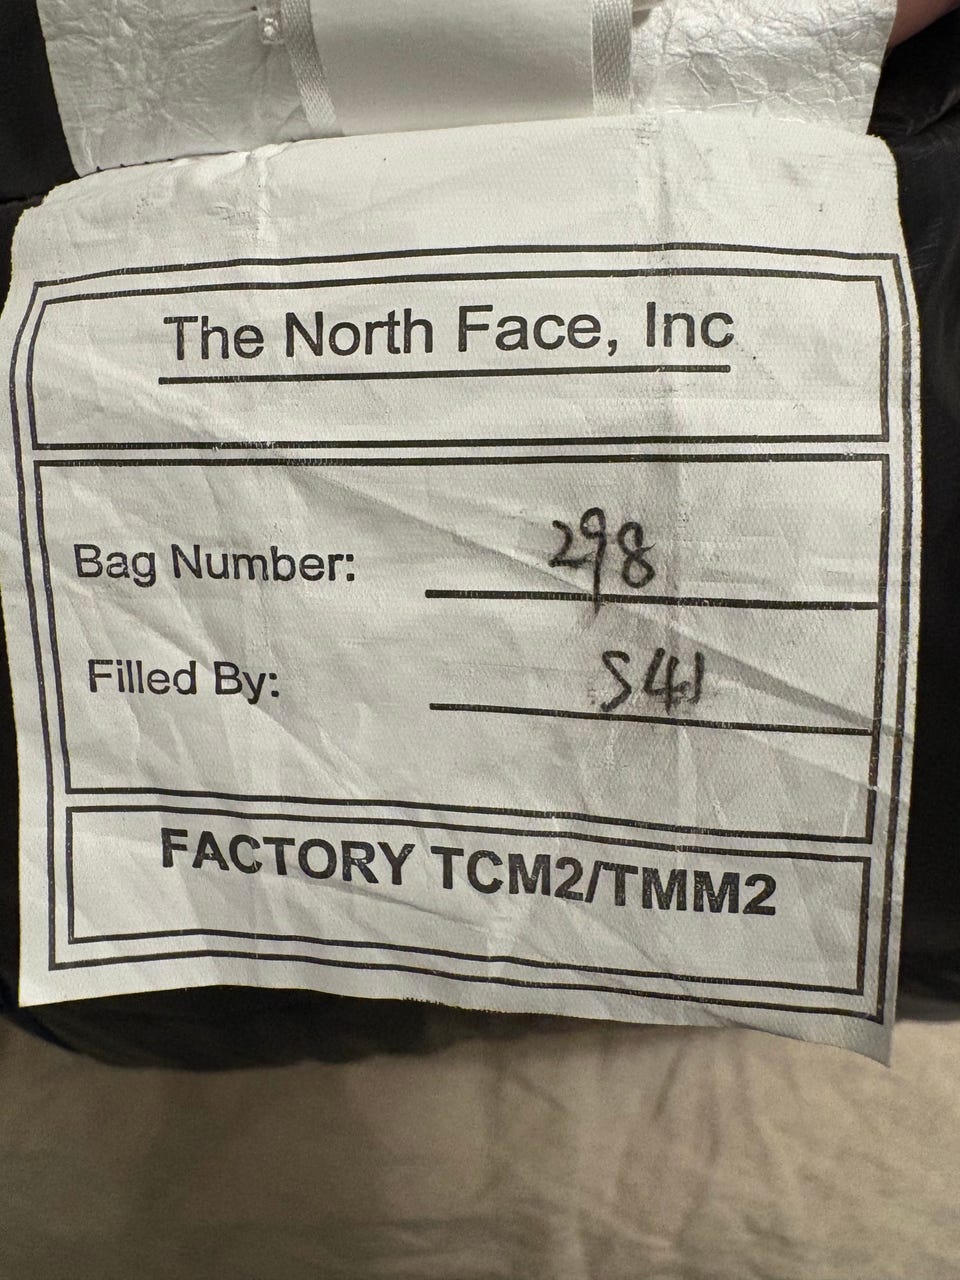 The North Face, Inc
Bag Number: 298
Filled By: S41
FACTORY TCM2/TMM2